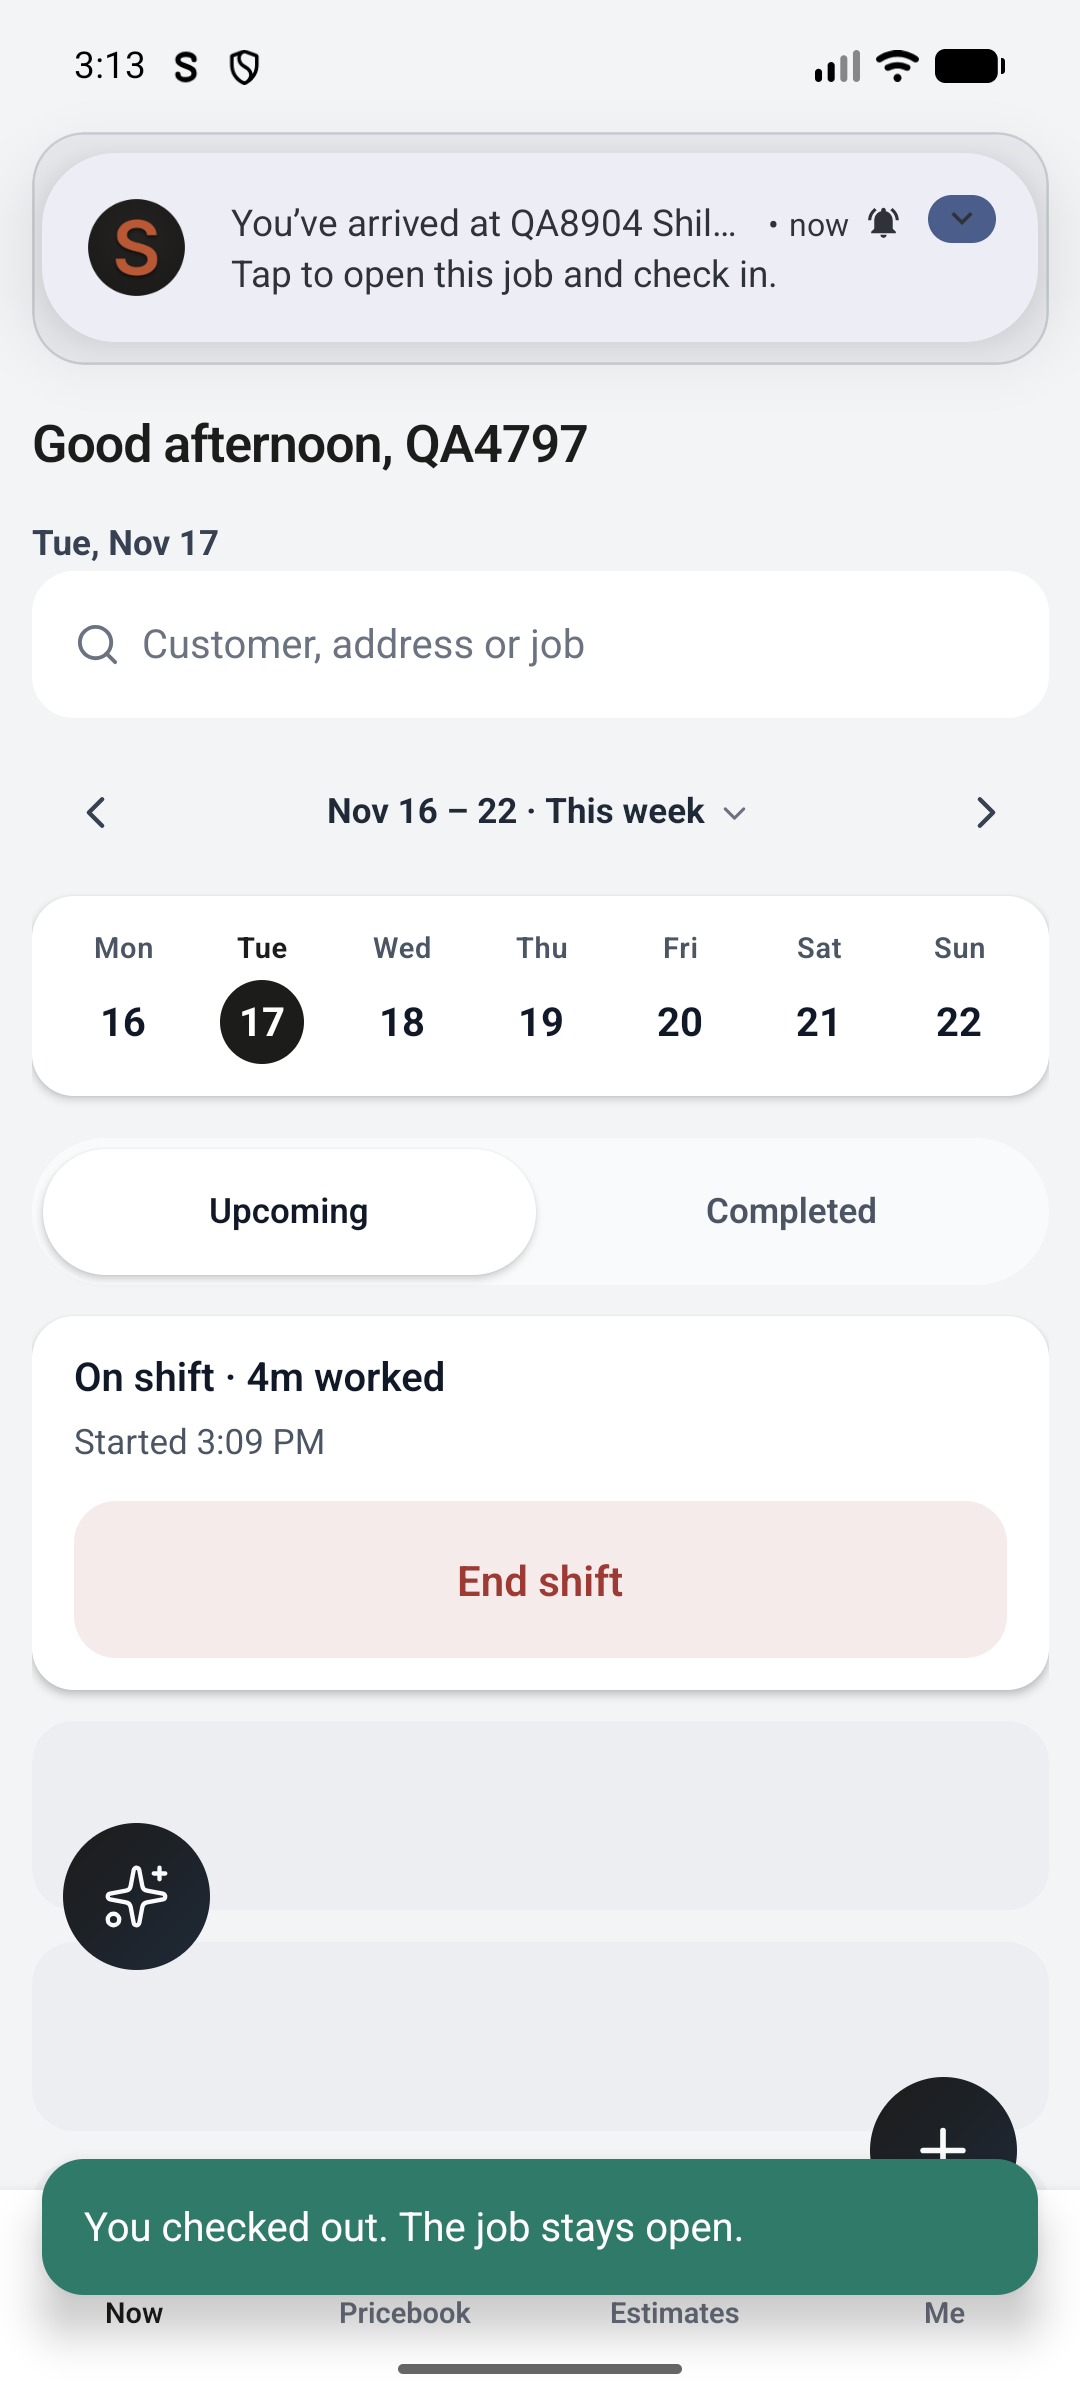 3:13 S
S
You’ve arrived at QA8904 Shil… • now
Tap to open this job and check in.
Good afternoon, QA4797
Tue, Nov 17
Customer, address or job
Nov 16 – 22 · This week
Mon Tue Wed Thu Fri Sat Sun
16 17 18 19 20 21 22
Upcoming Completed
On shift · 4m worked
Started 3:09 PM
End shift
You checked out. The job stays open.
Now Pricebook Estimates Me